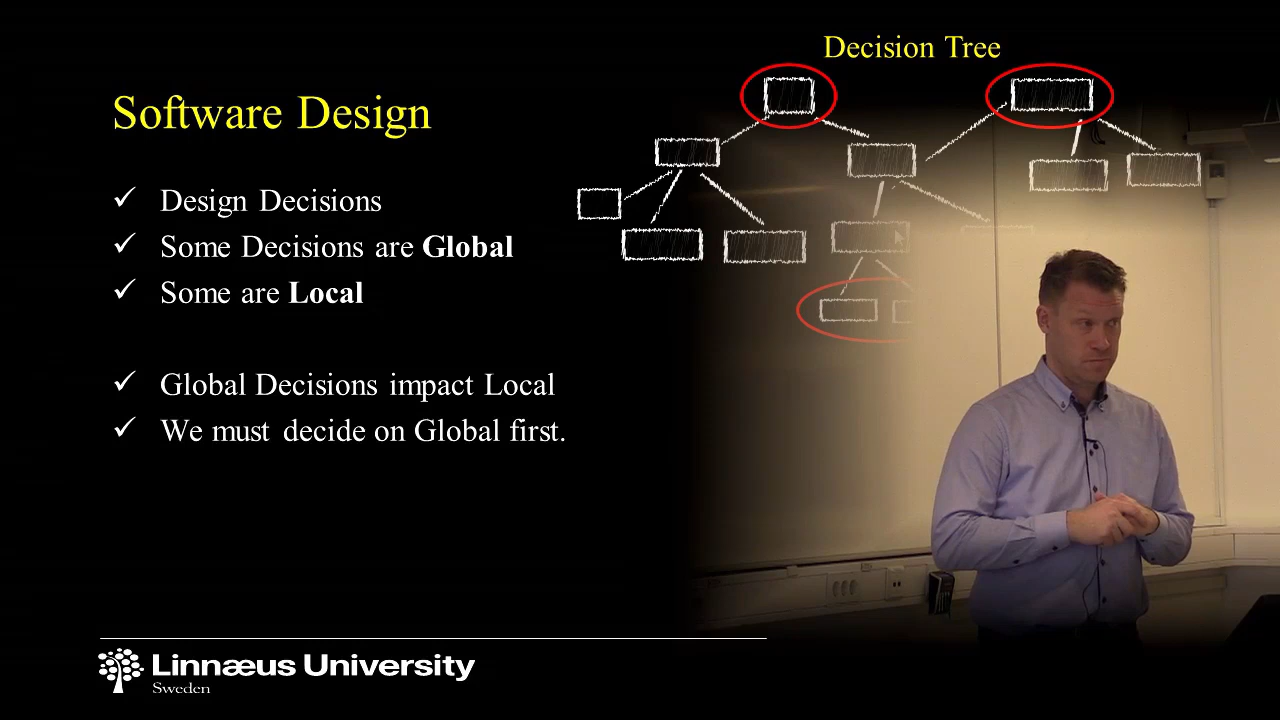 Decision Tree
Software Design
✓ Design Decisions
✓ Some Decisions are Global
✓ Some are Local
✓ Global Decisions impact Local
✓ We must decide on Global first.
Linnæus University
Sweden